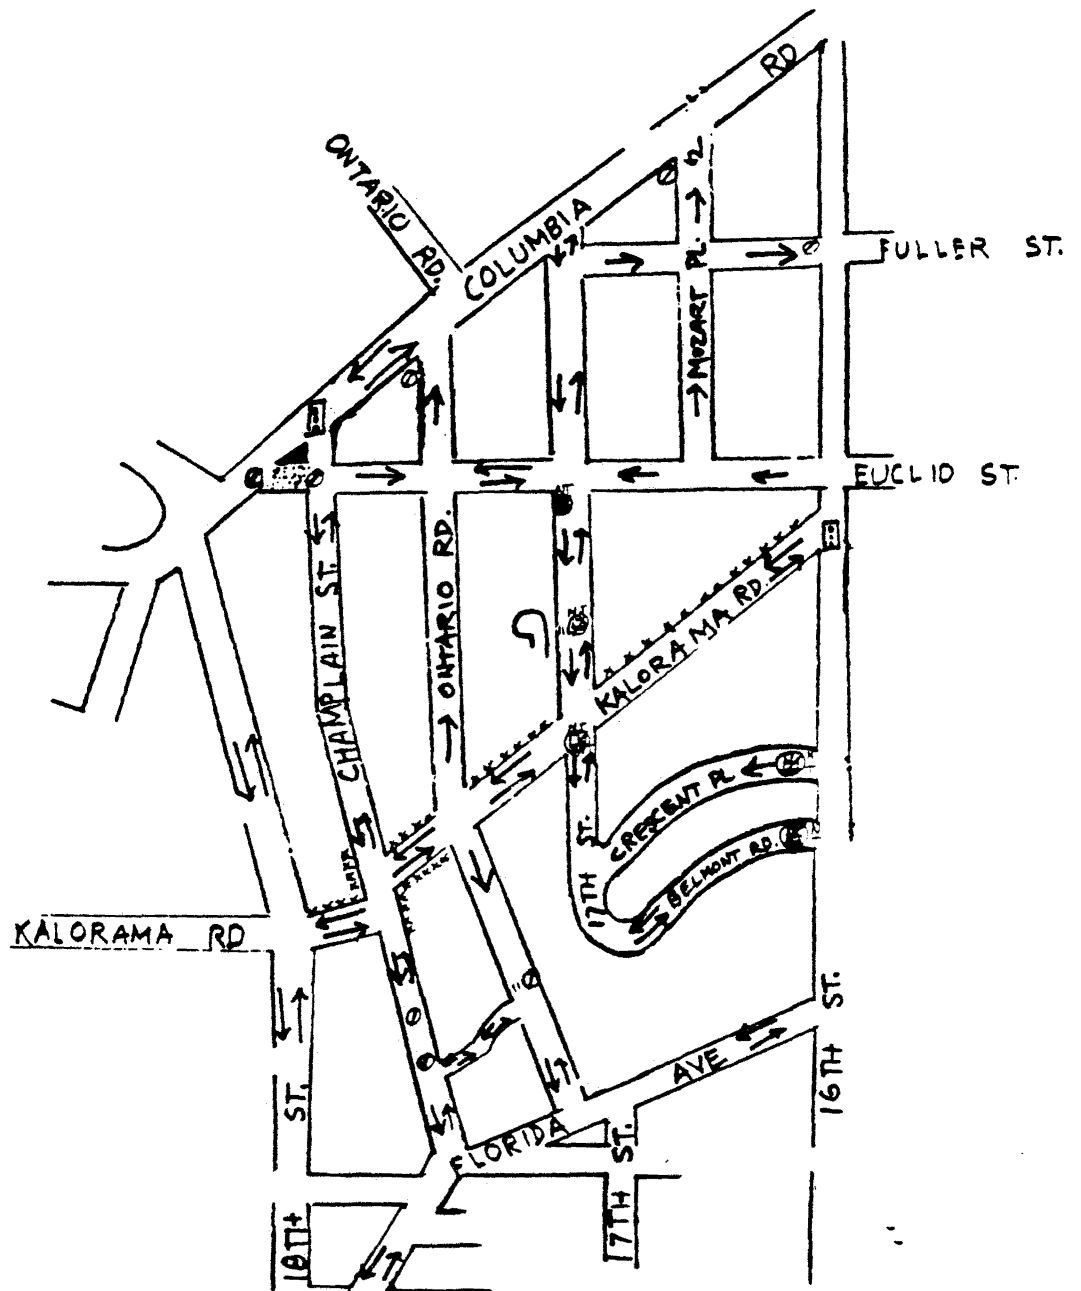 RD
ONTARIO RD.
COLUMBIA
FULLER ST.
MOZART PL.
EUCLID ST.
CHAMPLAIN ST.
ONTARIO RD.
KALORAMA RD.
CRESCENT PL
BELMONT RD.
17TH ST.
KALORAMA RD
16TH ST.
FLORIDA AVE
18TH ST.
17TH ST.